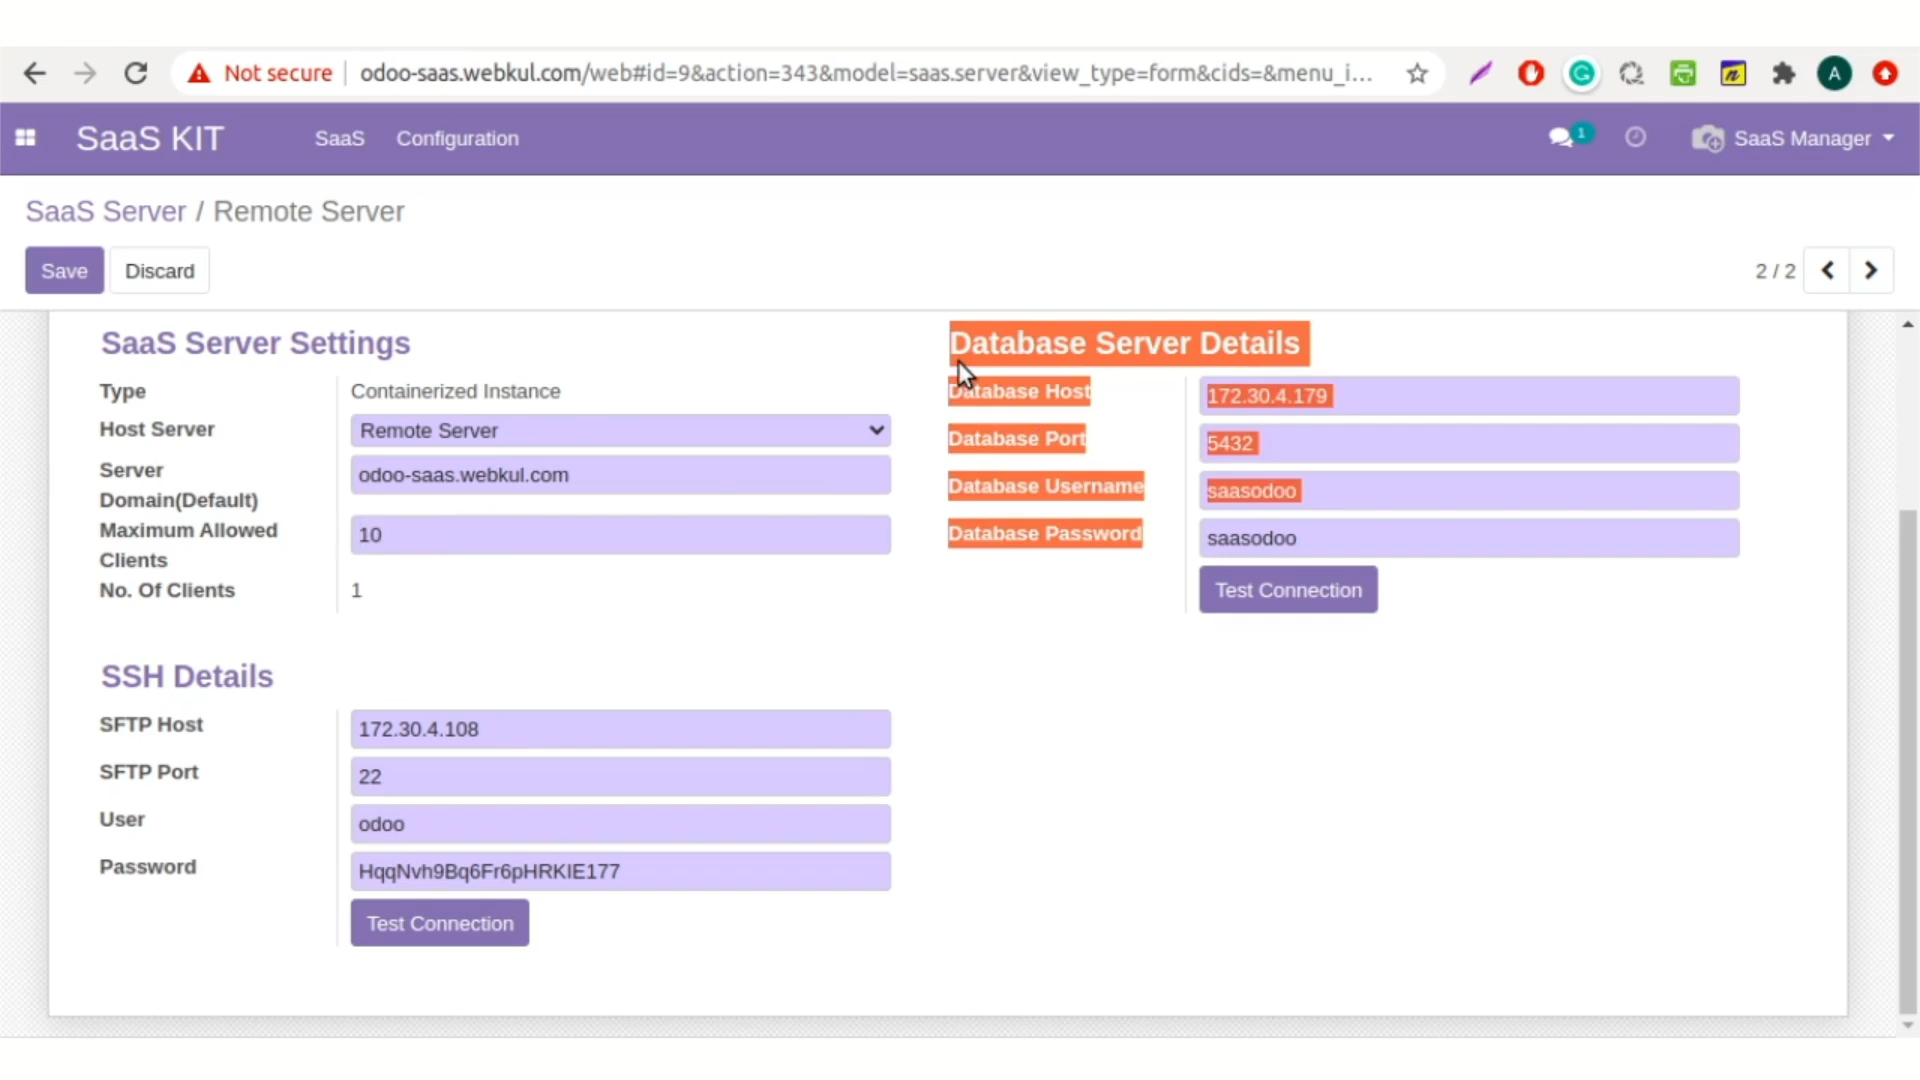 Not secure
odoo-saas.webkul.com/web#id=9&action=343&model=saas.server&view_type=form&cids=&menu_i...
A
SaaS KIT
SaaS
Configuration
1
SaaS Manager
SaaS Server / Remote Server
Save
Discard
2 / 2
SaaS Server Settings
Type
Containerized Instance
Host Server
Remote Server
Server
Domain(Default)
odoo-saas.webkul.com
Maximum Allowed
Clients
10
No. Of Clients
1
Database Server Details
Database Host
172.30.4.179
Database Port
5432
Database Username
saasodoo
Database Password
saasodoo
Test Connection
SSH Details
SFTP Host
172.30.4.108
SFTP Port
22
User
odoo
Password
HqqNvh9Bq6Fr6pHRKIE177
Test Connection